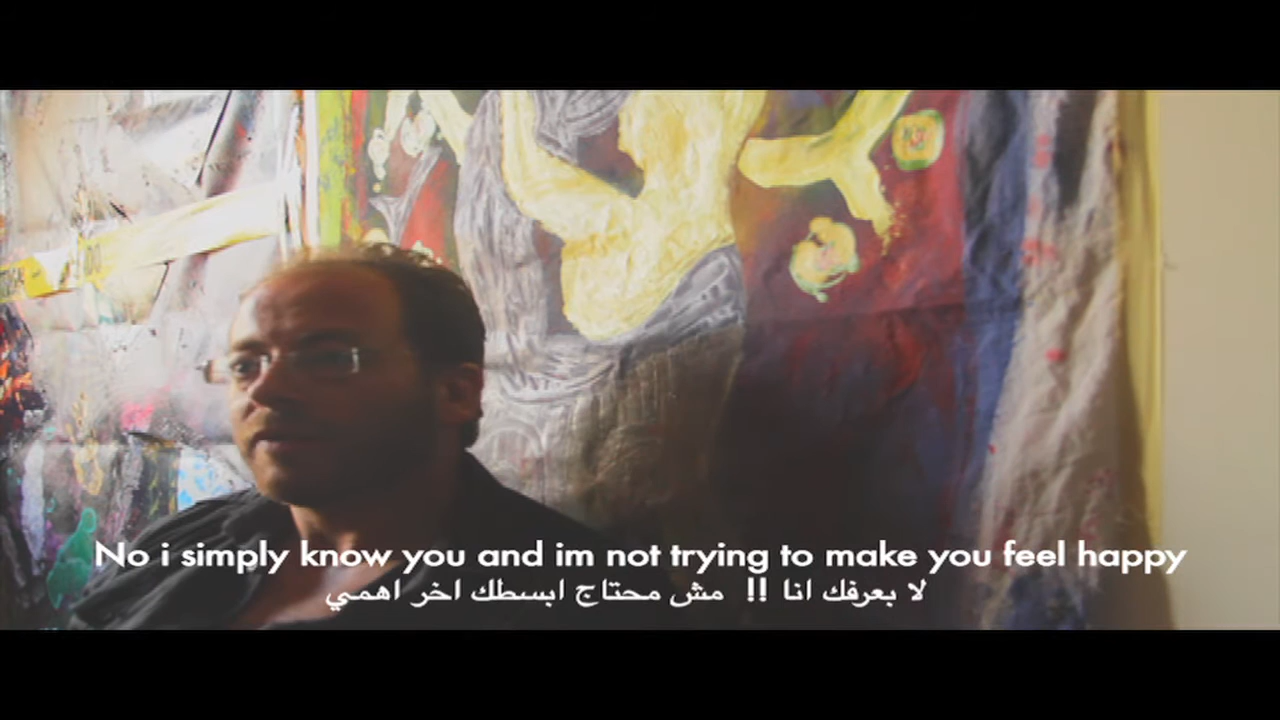 No i simply know you and im not trying to make you feel happy
لا بعرفك انا !! مش محتاج ابسطك اخر اهمي